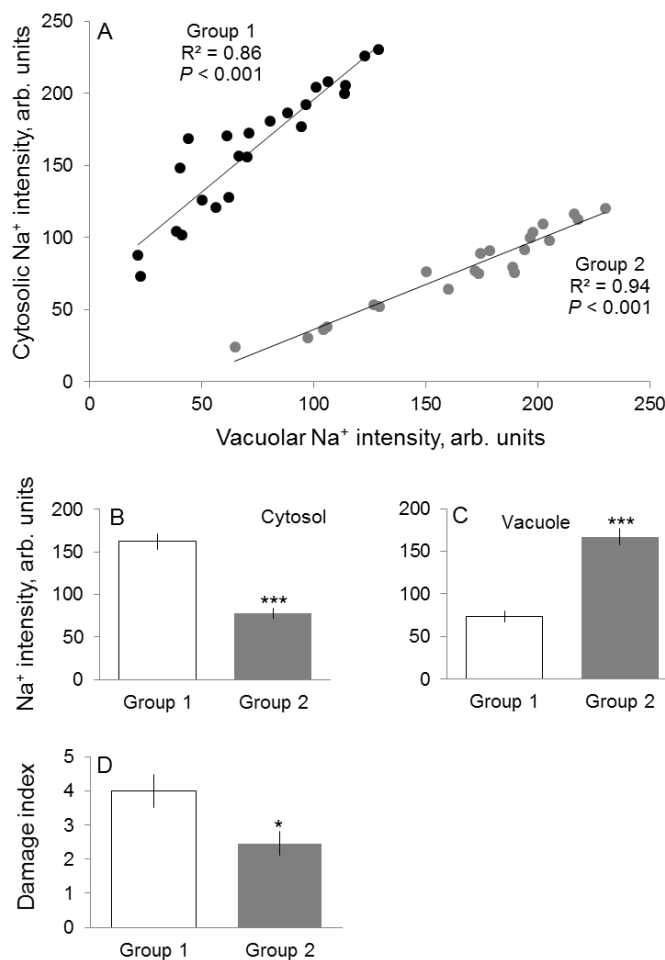 A
Group 1
R² = 0.86
P < 0.001
Cytosolic Na⁺ intensity, arb. units
250
200
150
100
50
0
Group 2
R² = 0.94
P < 0.001
0 50 100 150 200 250
Vacuolar Na⁺ intensity, arb. units
Na⁺ intensity, arb. units
B
Cytosol
200
150
100
50
0
***
Group 1 Group 2
C
Vacuole
200
150
100
50
0
***
Group 1 Group 2
D
Damage index
5
4
3
2
1
0
*
Group 1 Group 2